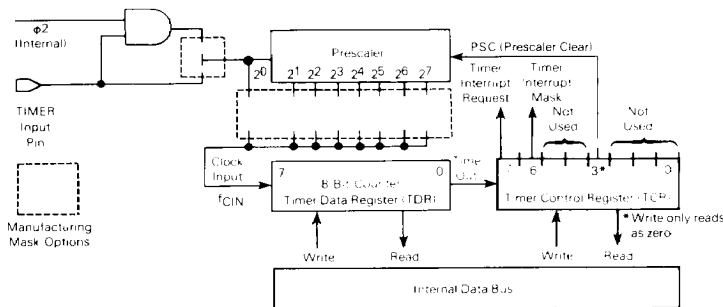 φ2
(Internal)
TIMER
Input
Pin
Manufacturing
Mask Options
Prescaler
2⁰ 2¹ 2² 2³ 2⁴ 2⁵ 2⁶ 2⁷
PSC (Prescaler Clear)
Timer
Interrupt
Request
Timer
Interrupt
Mask
Not
Used
Not
Used
Clock
Input
fCIN
7 0
8 Bit Counter
Timer Data Register (TDR)
Time
Out
7 6 3* 0
Timer Control Register (TCR)
* Write only reads
as zero
Write Read
Write Read
Internal Data Bus